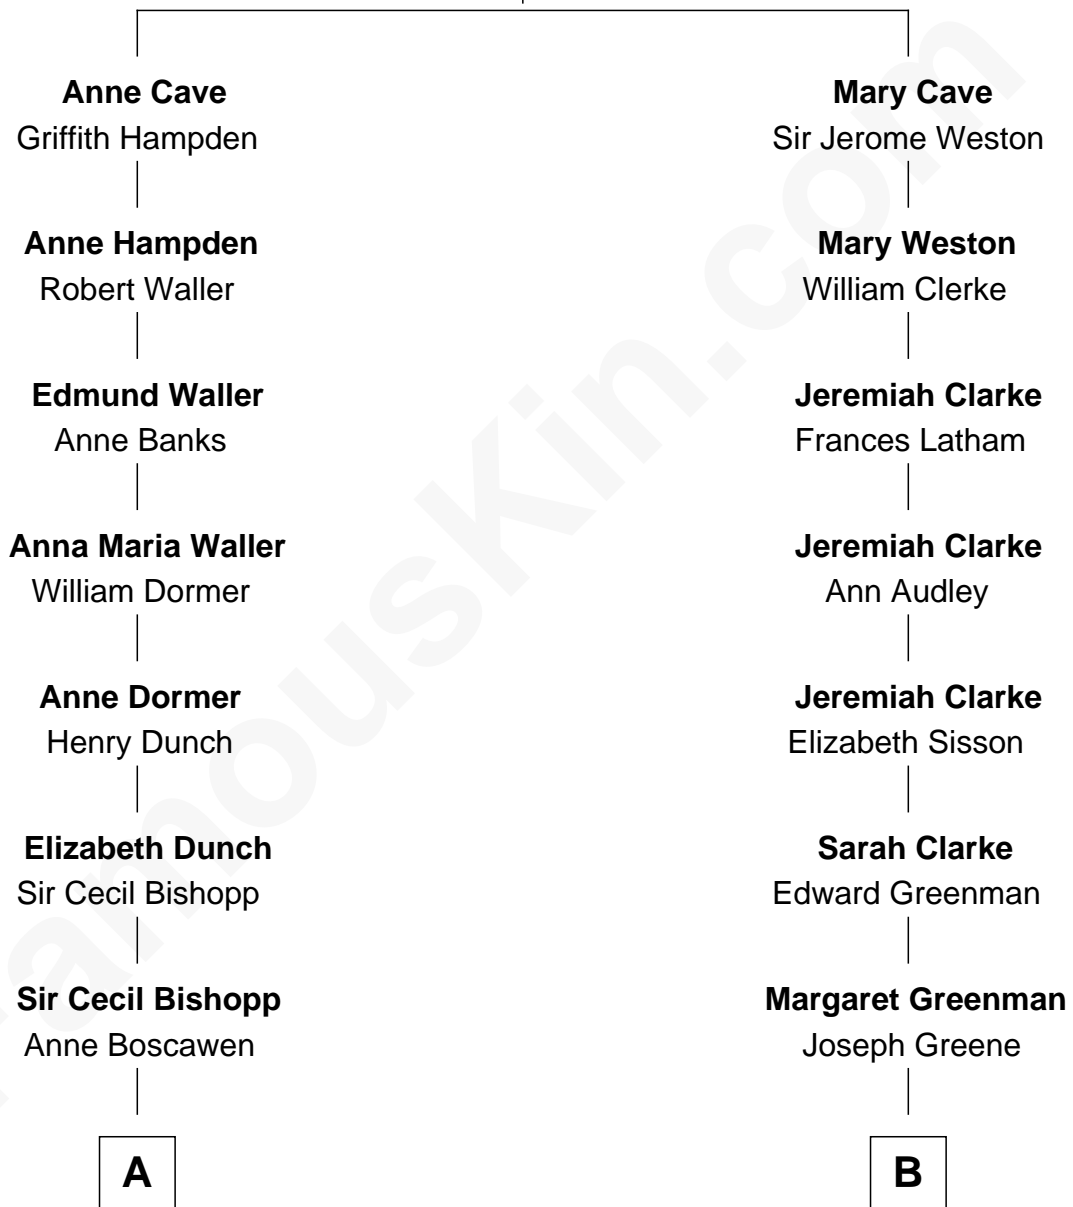 Anne Cave
Griffith Hampden
Anne Hampden
Robert Waller
Edmund Waller
Anne Banks
Anna Maria Waller
William Dormer
Anne Dormer
Henry Dunch
Elizabeth Dunch
Sir Cecil Bishopp
Sir Cecil Bishopp
Anne Boscawen
A
Mary Cave
Sir Jerome Weston
Mary Weston
William Clerke
Jeremiah Clarke
Frances Latham
Jeremiah Clarke
Ann Audley
Jeremiah Clarke
Elizabeth Sisson
Sarah Clarke
Edward Greenman
Margaret Greenman
Joseph Greene
B
FamousKin.com